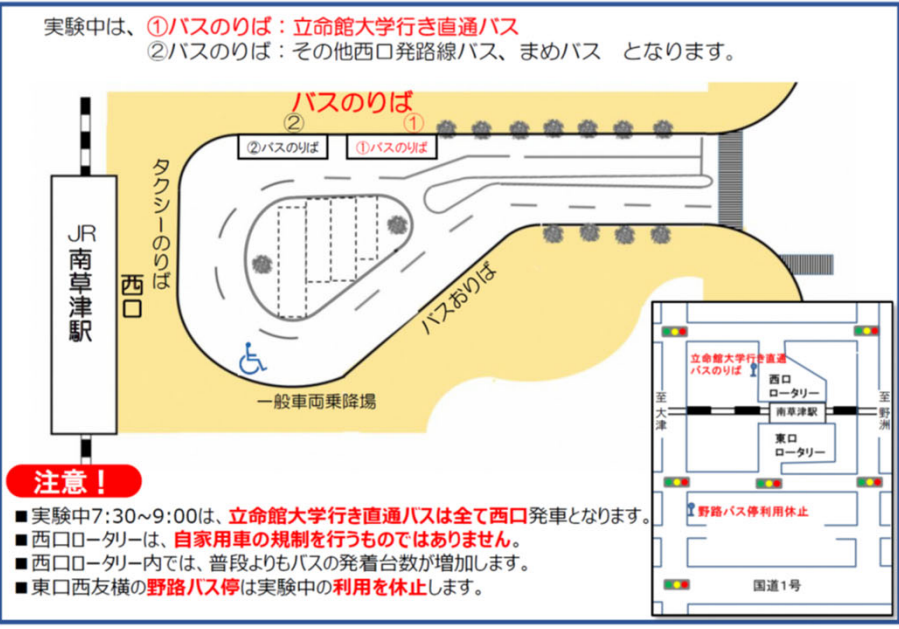 実験中は、①バスのりば：立命館大学行き直通バス
②バスのりば：その他西口発路線バス、まめバス　となります。
バスのりば
②
①
②バスのりば
①バスのりば
タクシーのりば
JR南草津駅
西口
バスおりば
一般車両乗降場
立命館大学行き直通
バスのりば
西口
ロータリー
至大津
南草津駅
至野洲
東口
ロータリー
野路バス停利用休止
国道1号
注意！
■実験中7:30~9:00は、立命館大学行き直通バスは全て西口発車となります。
■西口ロータリーは、自家用車の規制を行うものではありません。
■西口ロータリー内では、普段よりもバスの発着台数が増加します。
■東口西友横の野路バス停は実験中の利用を休止します。